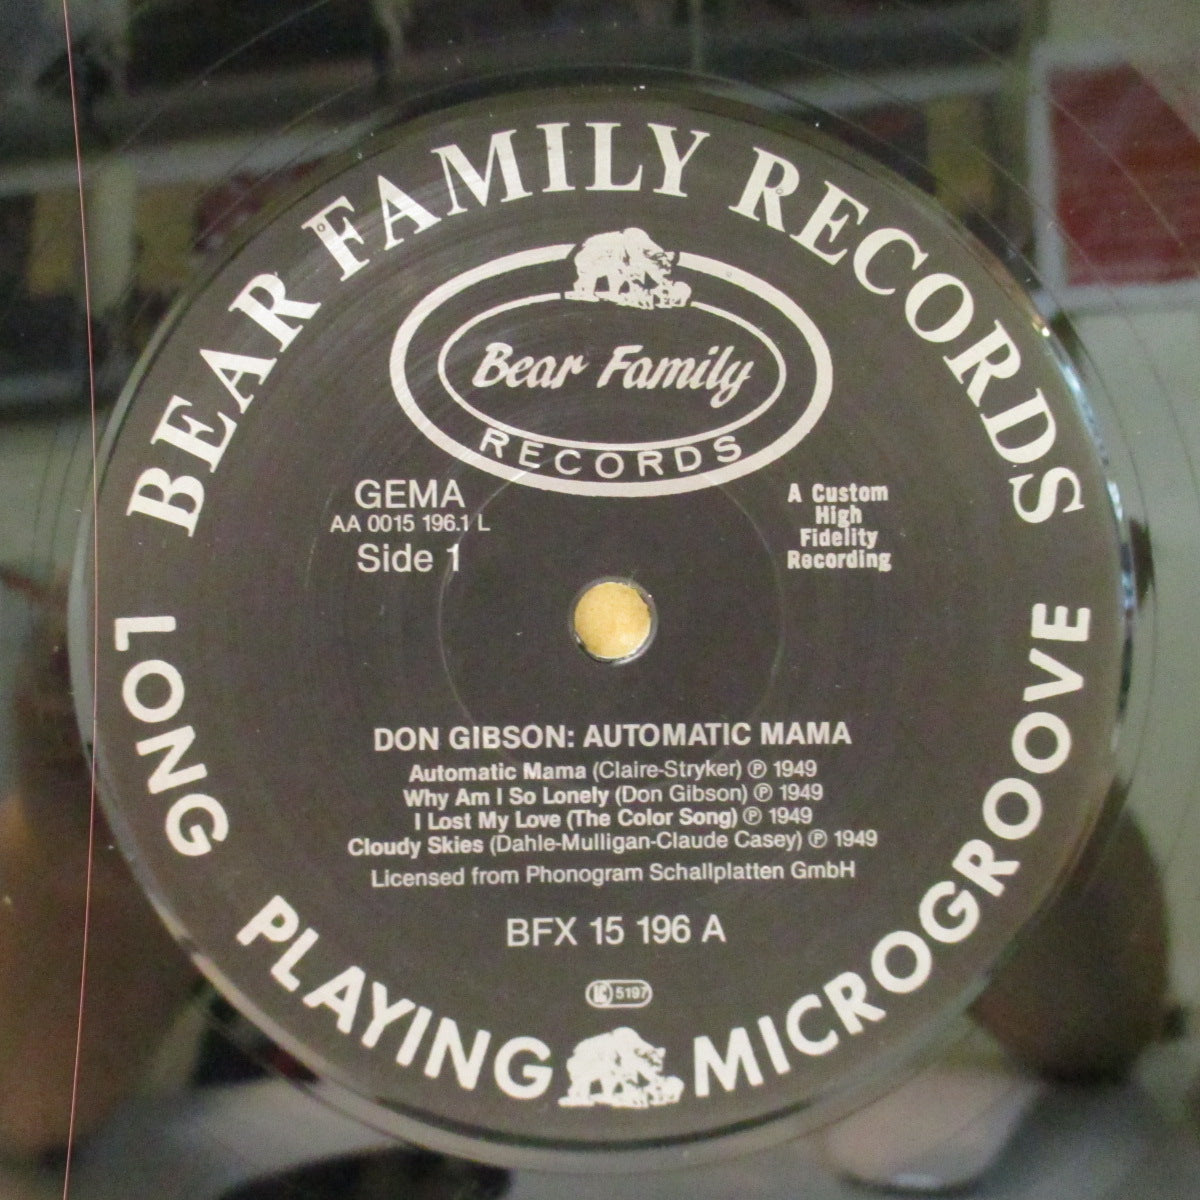 BEAR FAMILY RECORDS
Bear Family
RECORDS
GEMA
AA 0015 196.1 L
Side 1
A Custom
High
Fidelity
Recording
DON GIBSON: AUTOMATIC MAMA
Automatic Mama (Claire-Stryker) ℗ 1949
Why Am I So Lonely (Don Gibson) ℗ 1949
I Lost My Love (The Color Song) ℗ 1949
Cloudy Skies (Dahle-Mulligan-Claude Casey) ℗ 1949
Licensed from Phonogram Schallplatten GmbH
BFX 15 196 A
LC 5197
LONG PLAYING MICROGROOVE